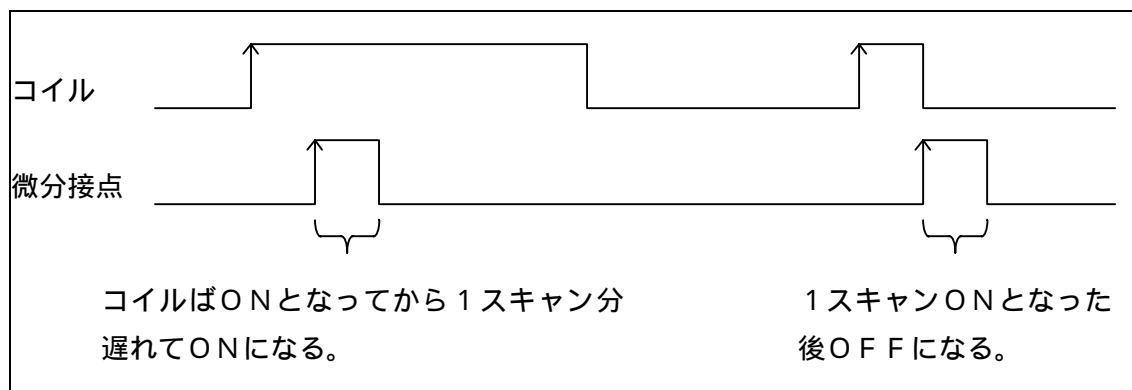 コイル
微分接点
コイルばＯＮとなってから１スキャン分
遅れてＯＮになる。
１スキャンＯＮとなった
後ＯＦＦになる。